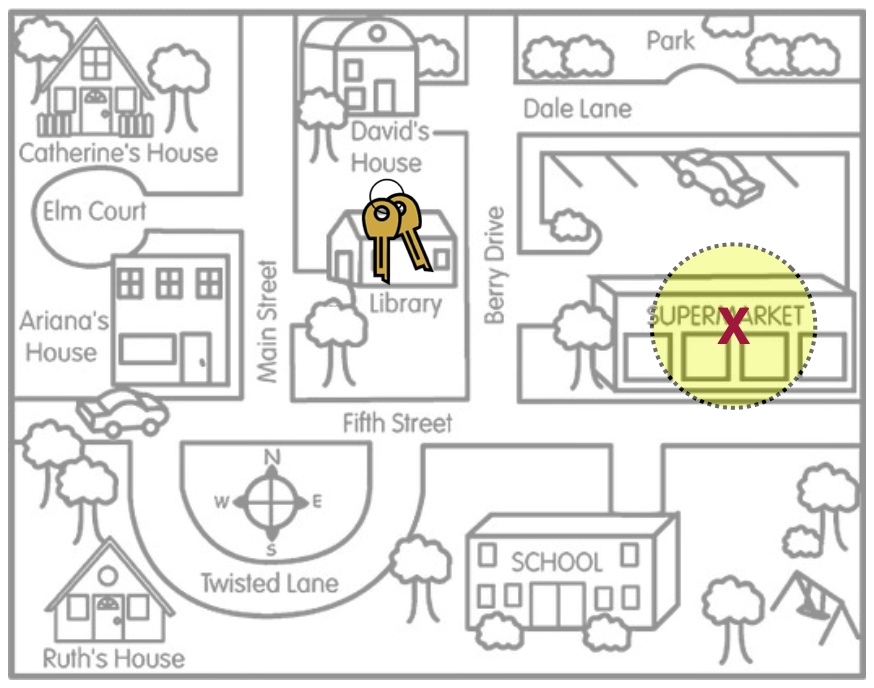 Park
Dale Lane
David's
House
Catherine's House
Elm Court
Berry Drive
Main Street
Library
SUPERMARKET
X
Ariana's
House
Fifth Street
N
W
E
S
SCHOOL
Twisted Lane
Ruth's House